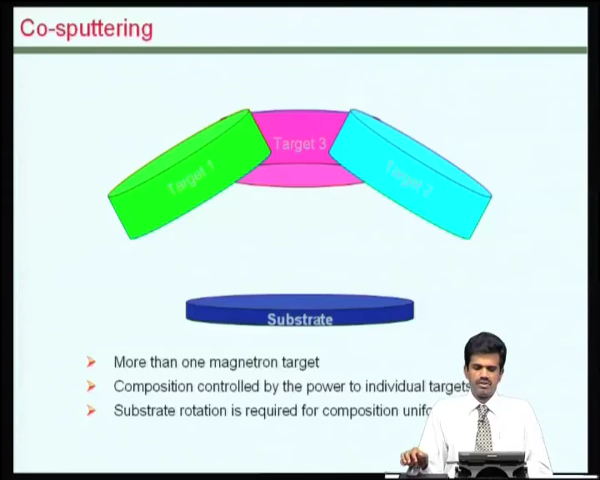 Co-sputtering
Target 3
Target 1
Target 2
Substrate
More than one magnetron target
Composition controlled by the power to individual targets
Substrate rotation is required for composition